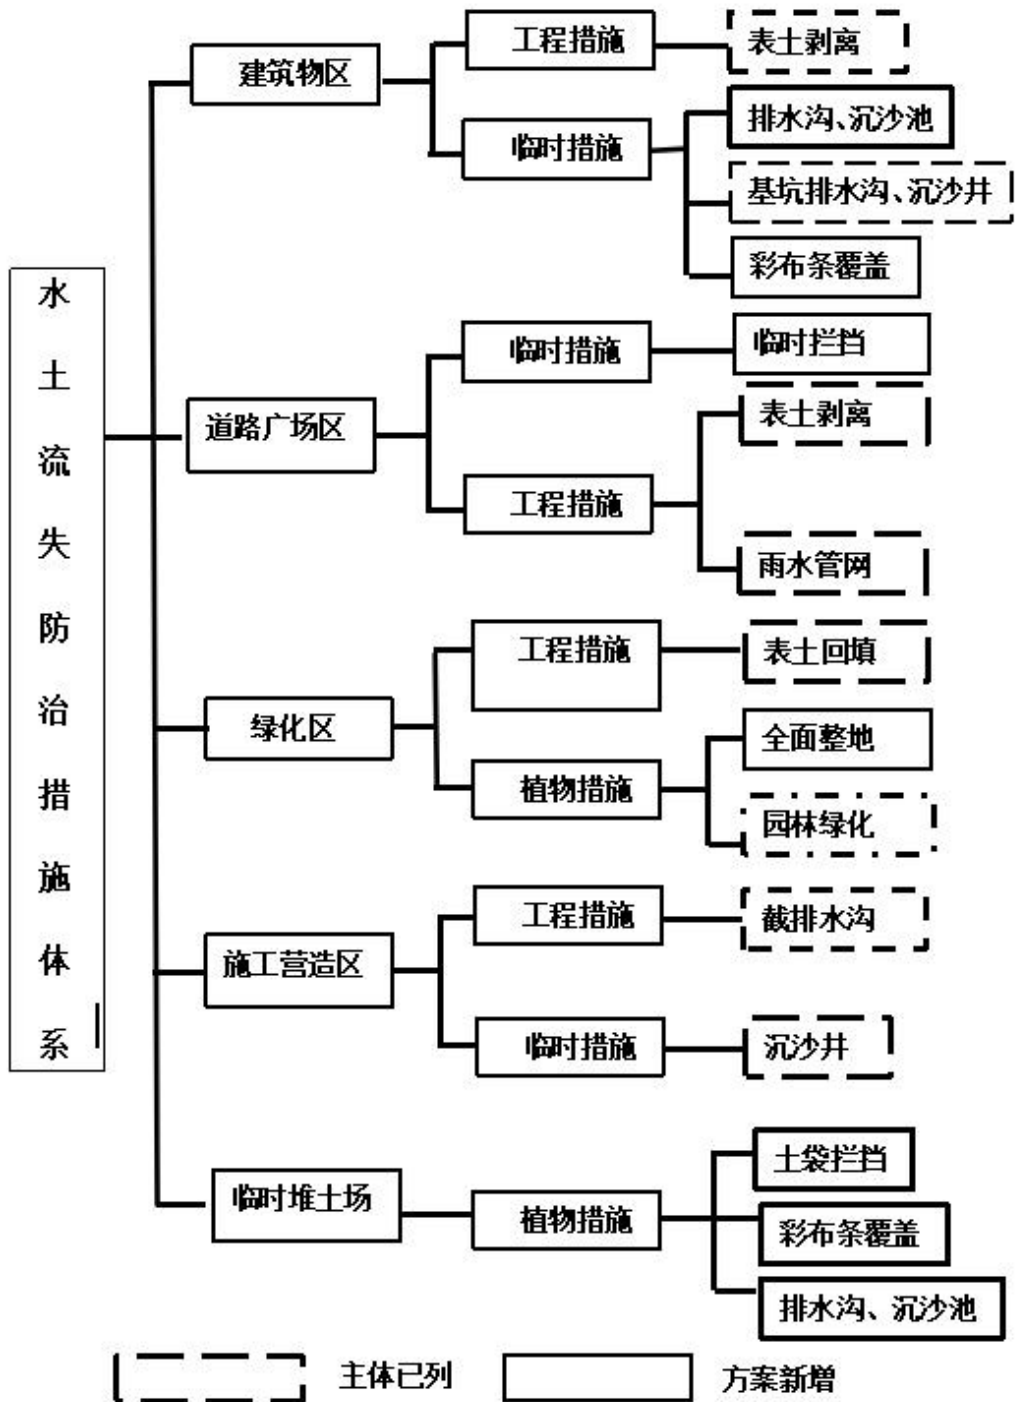 水土流失防治措施体系
建筑物区
工程措施
表土剥离
临时措施
排水沟、沉沙池
基坑排水沟、沉沙井
彩布条覆盖
道路广场区
临时措施
临时拦挡
工程措施
表土剥离
雨水管网
绿化区
工程措施
表土回填
植物措施
全面整地
园林绿化
施工营造区
工程措施
截排水沟
临时措施
沉沙井
临时堆土场
植物措施
土袋拦挡
彩布条覆盖
排水沟、沉沙池
主体已列
方案新增